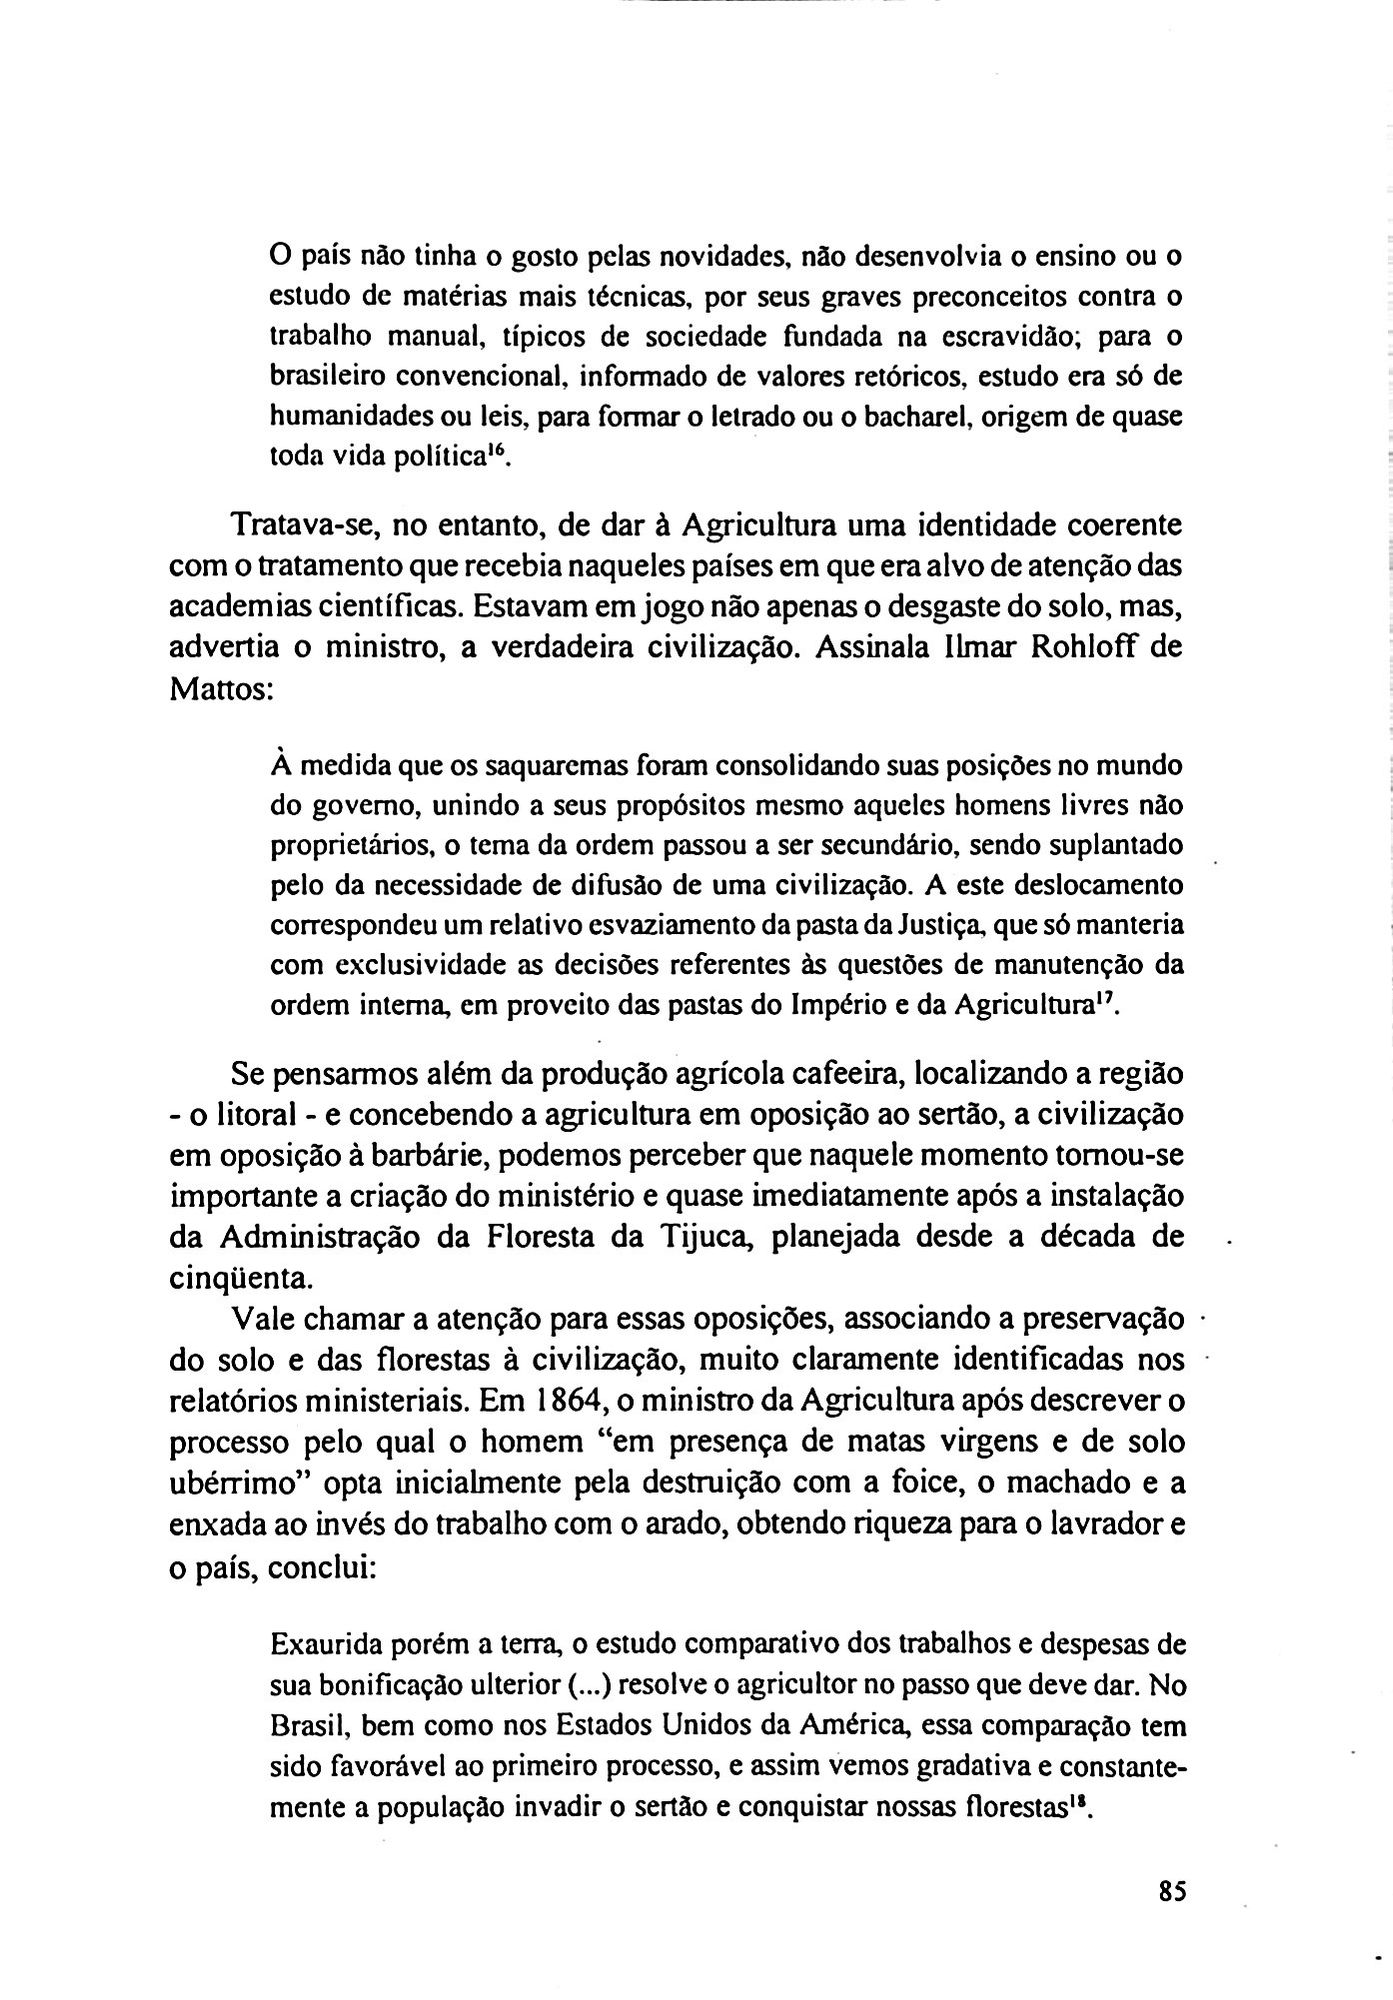 O país não tinha o gosto pelas novidades, não desenvolvia o ensino ou o
estudo de matérias mais técnicas, por seus graves preconceitos contra o
trabalho manual, típicos de sociedade fundada na escravidão; para o
brasileiro convencional, informado de valores retóricos, estudo era só de
humanidades ou leis, para formar o letrado ou o bacharel, origem de quase
toda vida política¹⁶.
Tratava-se, no entanto, de dar à Agricultura uma identidade coerente
com o tratamento que recebia naqueles países em que era alvo de atenção das
academias científicas. Estavam em jogo não apenas o desgaste do solo, mas,
advertia o ministro, a verdadeira civilização. Assinala Ilmar Rohloff de
Mattos:
À medida que os saquaremas foram consolidando suas posições no mundo
do governo, unindo a seus propósitos mesmo aqueles homens livres não
proprietários, o tema da ordem passou a ser secundário, sendo suplantado
pelo da necessidade de difusão de uma civilização. A este deslocamento
correspondeu um relativo esvaziamento da pasta da Justiça, que só manteria
com exclusividade as decisões referentes às questões de manutenção da
ordem interna, em proveito das pastas do Império e da Agricultura¹⁷.
Se pensarmos além da produção agrícola cafeeira, localizando a região
- o litoral - e concebendo a agricultura em oposição ao sertão, a civilização
em oposição à barbárie, podemos perceber que naquele momento tornou-se
importante a criação do ministério e quase imediatamente após a instalação
da Administração da Floresta da Tijuca, planejada desde a década de
cinqüenta.
Vale chamar a atenção para essas oposições, associando a preservação
do solo e das florestas à civilização, muito claramente identificadas nos
relatórios ministeriais. Em 1864, o ministro da Agricultura após descrever o
processo pelo qual o homem “em presença de matas virgens e de solo
ubérrimo” opta inicialmente pela destruição com a foice, o machado e a
enxada ao invés do trabalho com o arado, obtendo riqueza para o lavrador e
o país, conclui:
Exaurida porém a terra, o estudo comparativo dos trabalhos e despesas de
sua bonificação ulterior (...) resolve o agricultor no passo que deve dar. No
Brasil, bem como nos Estados Unidos da América, essa comparação tem
sido favorável ao primeiro processo, e assim vemos gradativa e constante-
mente a população invadir o sertão e conquistar nossas florestas¹⁸.
85